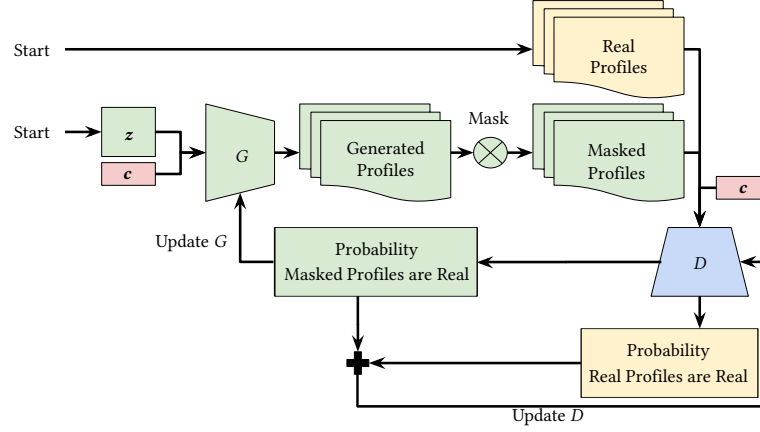 Start
Real
Profiles
Start
z
c
G
Generated
Profiles
Mask
Masked
Profiles
c
Update G
Probability
Masked Profiles are Real
D
Probability
Real Profiles are Real
Update D